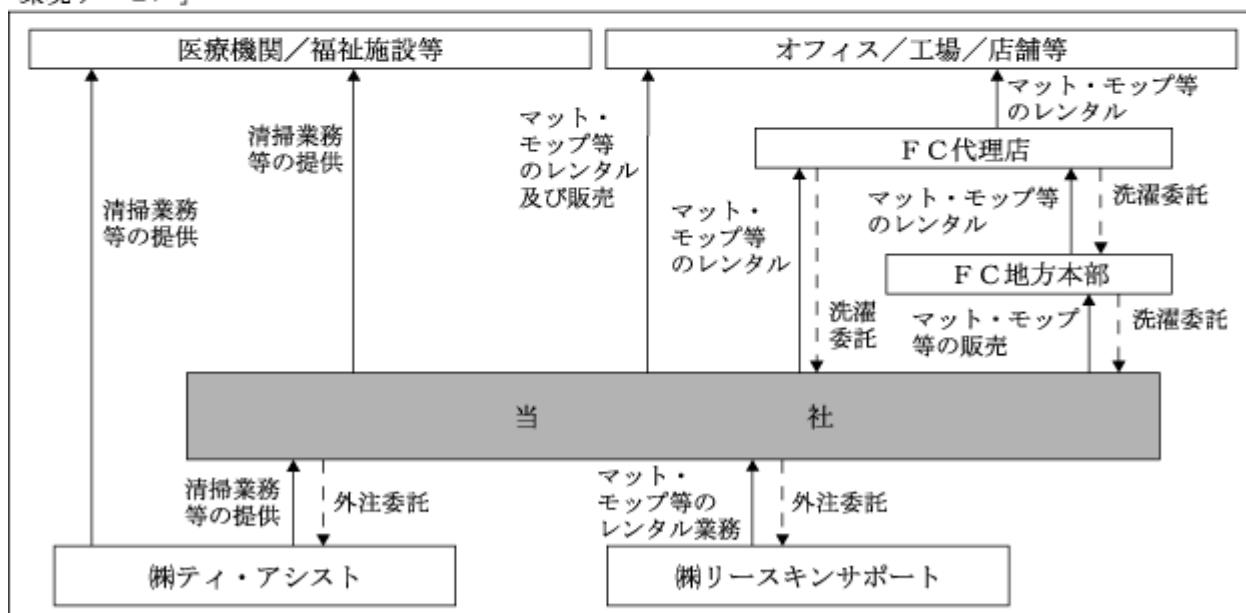 医療機関／福祉施設等
オフィス／工場／店舗等
清掃業務
等の提供
清掃業務
等の提供
マット・
モップ等
のレンタル
及び販売
マット・モップ等
のレンタル
ＦＣ代理店
マット・
モップ等
のレンタル
洗濯
委託
マット・モップ等
のレンタル
洗濯委託
ＦＣ地方本部
マット・モップ
等の販売
洗濯委託
当　　　社
清掃業務
等の提供
外注委託
マット・
モップ等の
レンタル業務
外注委託
㈱ティ・アシスト
㈱リースキンサポート